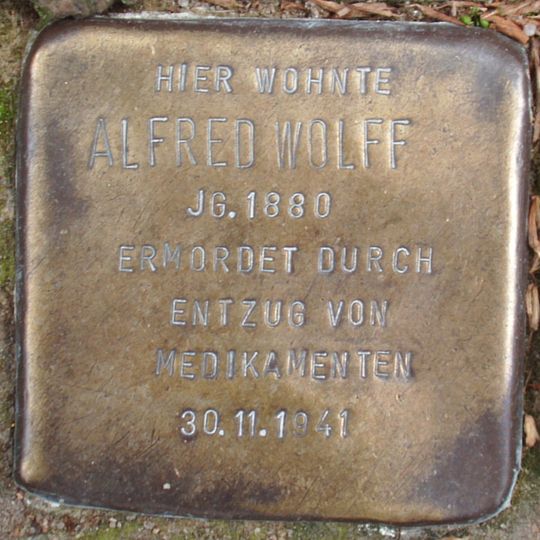 HIER WOHNTE
ALFRED WOLFF
JG. 1880
ERMORDET DURCH
ENTZUG VON
MEDIKAMENTEN
30.11.1941